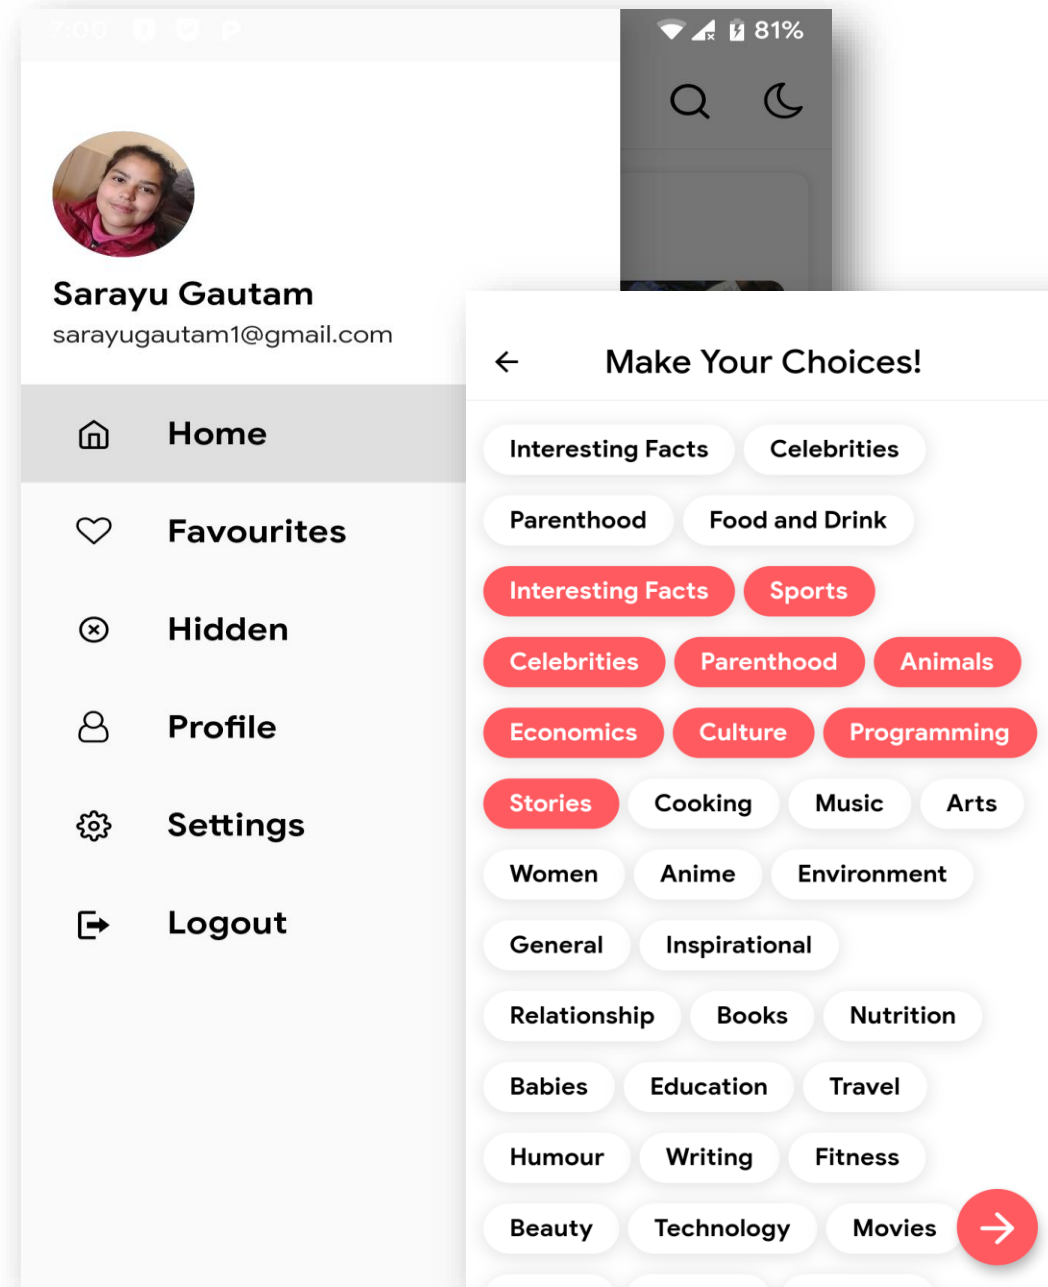 7:00
81%
Sarayu Gautam
sarayugautam1@gmail.com
Home
Favourites
Hidden
Profile
Settings
Logout
Make Your Choices!
Interesting Facts Celebrities
Parenthood Food and Drink
Interesting Facts Sports
Celebrities Parenthood Animals
Economics Culture Programming
Stories Cooking Music Arts
Women Anime Environment
General Inspirational
Relationship Books Nutrition
Babies Education Travel
Humour Writing Fitness
Beauty Technology Movies